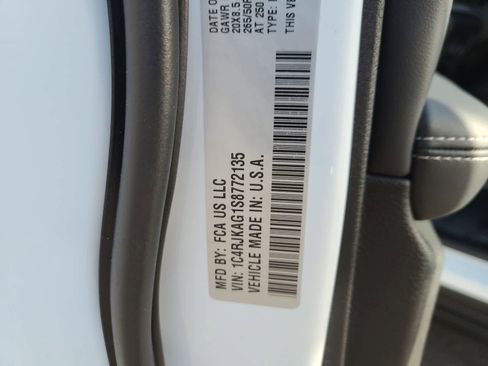 DATE O
GAWR
20X8.5
265/50R
AT 250
TYPE:
THIS VE
MFD BY: FCA US LLC
VIN: 1C4RJKAG1S8772135
VEHICLE MADE IN: U.S.A.